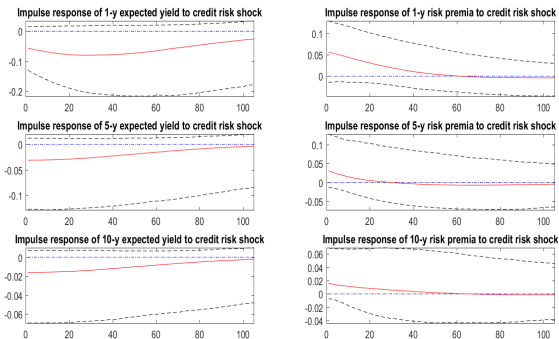 Impulse response of 1-y expected yield to credit risk shock
0
-0.1
-0.2
0 20 40 60 80 100
Impulse response of 1-y risk premia to credit risk shock
0.1
0.05
0
0 20 40 60 80 100
Impulse response of 5-y expected yield to credit risk shock
0
-0.05
-0.1
0 20 40 60 80 100
Impulse response of 5-y risk premia to credit risk shock
0.1
0.05
0
-0.05
0 20 40 60 80 100
Impulse response of 10-y expected yield to credit risk shock
0
-0.02
-0.04
-0.06
0 20 40 60 80 100
Impulse response of 10-y risk premia to credit risk shock
0.06
0.04
0.02
0
-0.02
-0.04
0 20 40 60 80 100